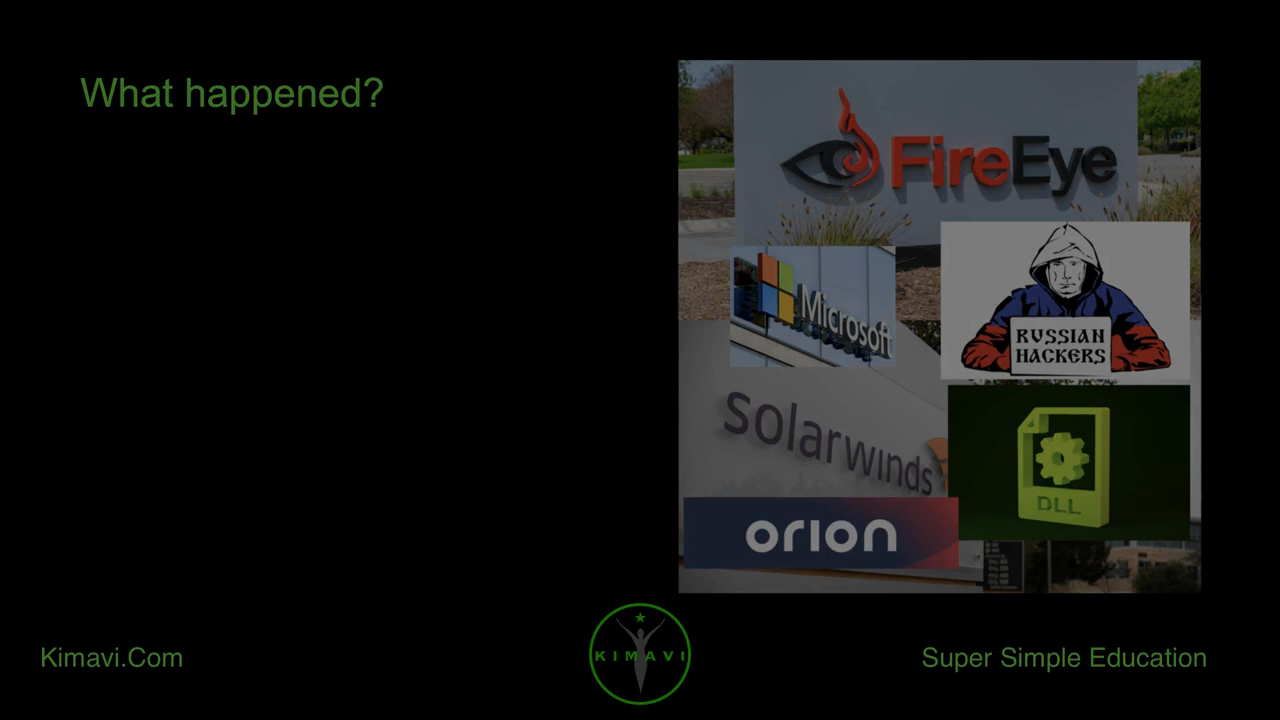 What happened?
FireEye
Microsoft
RUSSIAN
HACKERS
solarwinds
DLL
orion
Kimavi.Com
KIMAVI
Super Simple Education